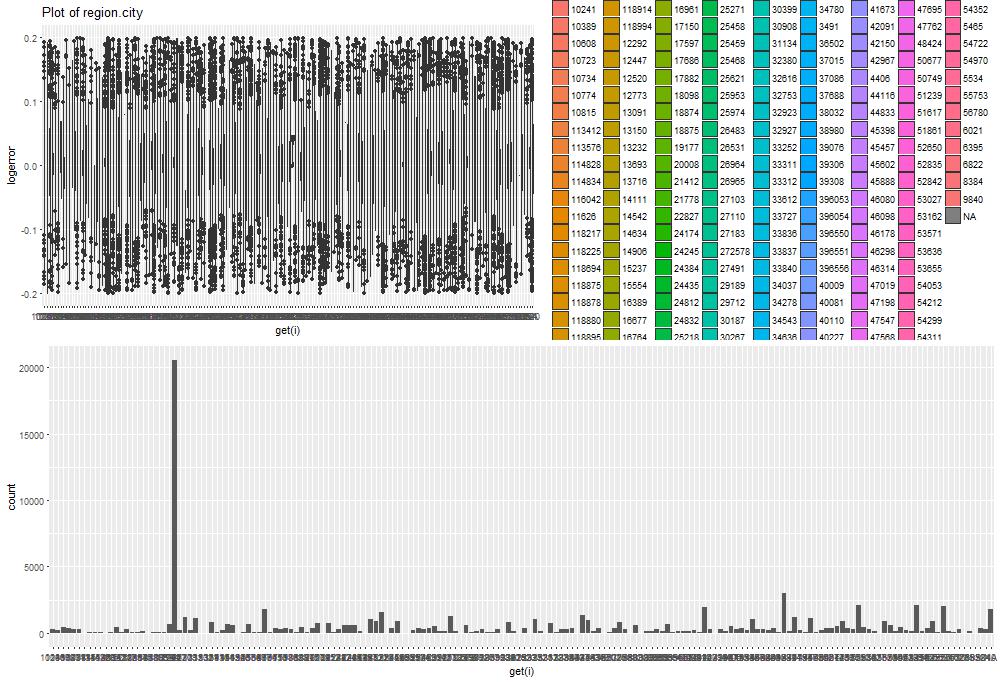 Plot of region.city
0.2
0.1
0.0
-0.1
-0.2
logerror
get(i)
10241 118914 16961 25271 30399 34780 41673 47695 54352
10389 118994 17150 25458 30908 3491 42091 47762 5465
10608 12292 17597 25459 31134 36502 42150 48424 54722
10723 12447 17686 25468 32380 37015 42967 50677 54970
10734 12520 17882 25621 32616 37086 4406 50749 5534
10774 12773 18098 25953 32753 37688 44116 51239 55753
10815 13091 18874 25974 32923 38032 44833 51617 56780
113412 13150 18875 26483 32927 38980 45398 51861 6021
113576 13232 19177 26531 33252 39076 45457 52650 6395
114828 13693 20008 26964 33311 39306 45602 52835 6822
114834 13716 21412 26965 33312 39308 45888 52842 8384
116042 14111 21778 27103 33612 396053 46080 53027 9840
11626 14542 22827 27110 33727 396054 46098 53162 NA
118217 14634 24174 27183 33836 396550 46178 53571
118225 14906 24245 272578 33837 396551 46298 53636
118694 15237 24384 27491 33840 396556 46314 53655
118875 15554 24435 29189 34037 40009 47019 54053
118878 16389 24812 29712 34278 40081 47198 54212
118880 16677 24832 30187 34543 40110 47547 54299
118895 16764 25218 30267 34636 40227 47568 54311
20000
15000
10000
5000
0
count
get(i)